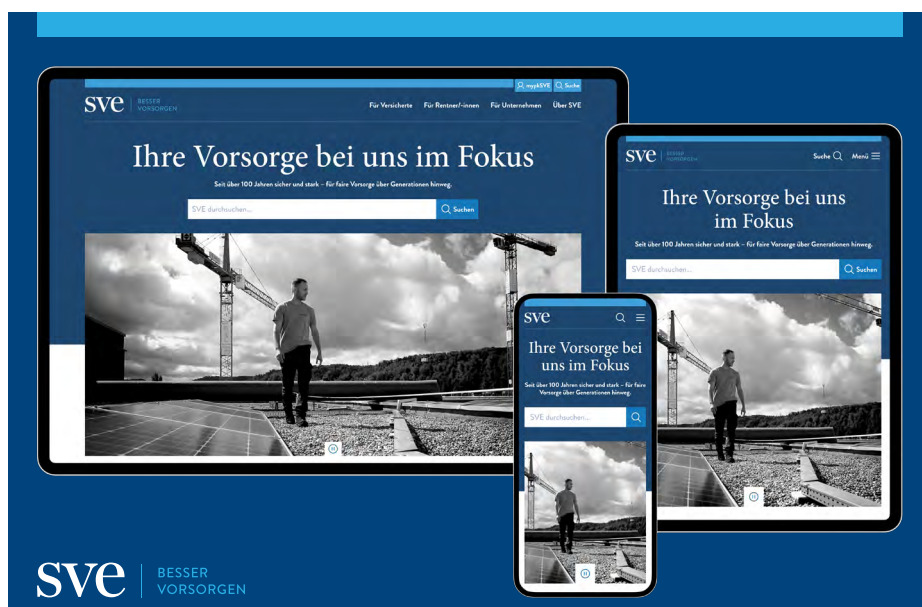 mypkSVE Suche
sve BESSER
VORSORGEN
Für Versicherte Für Rentner/-innen Für Unternehmen Über SVE
Ihre Vorsorge bei uns im Fokus
Seit über 100 Jahren sicher und stark – für faire Vorsorge über Generationen hinweg.
SVE durchsuchen... Suchen
sve BESSER
VORSORGEN
Suche Menü
Ihre Vorsorge bei uns
im Fokus
Seit über 100 Jahren sicher und stark – für faire Vorsorge über Generationen hinweg.
SVE durchsuchen... Suchen
sve
Ihre Vorsorge bei
uns im Fokus
Seit über 100 Jahren sicher und stark – für faire
Vorsorge über Generationen hinweg.
SVE durchsuchen...
sve BESSER
VORSORGEN